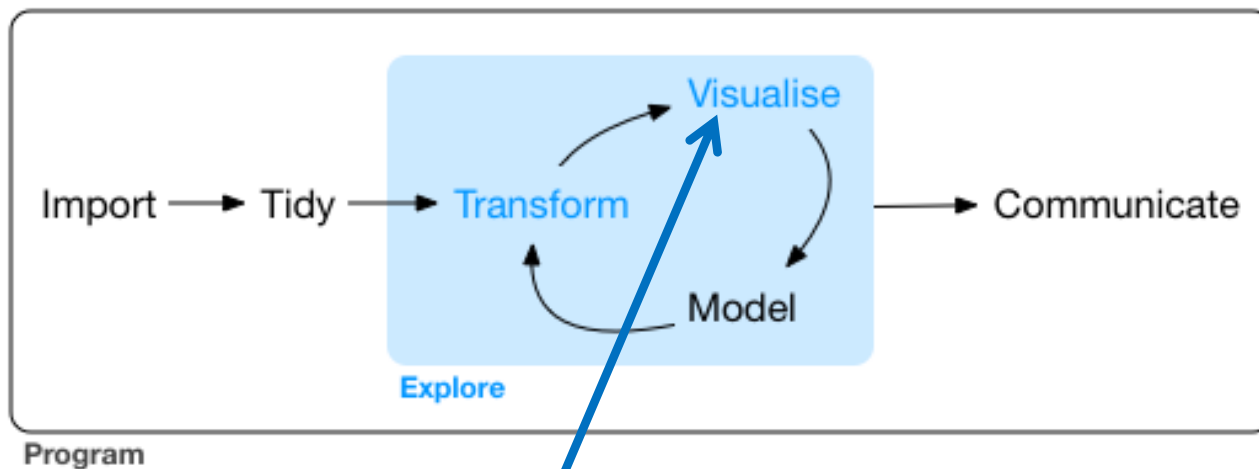 Visualise
Import Tidy Transform Communicate
Model
Explore
Program